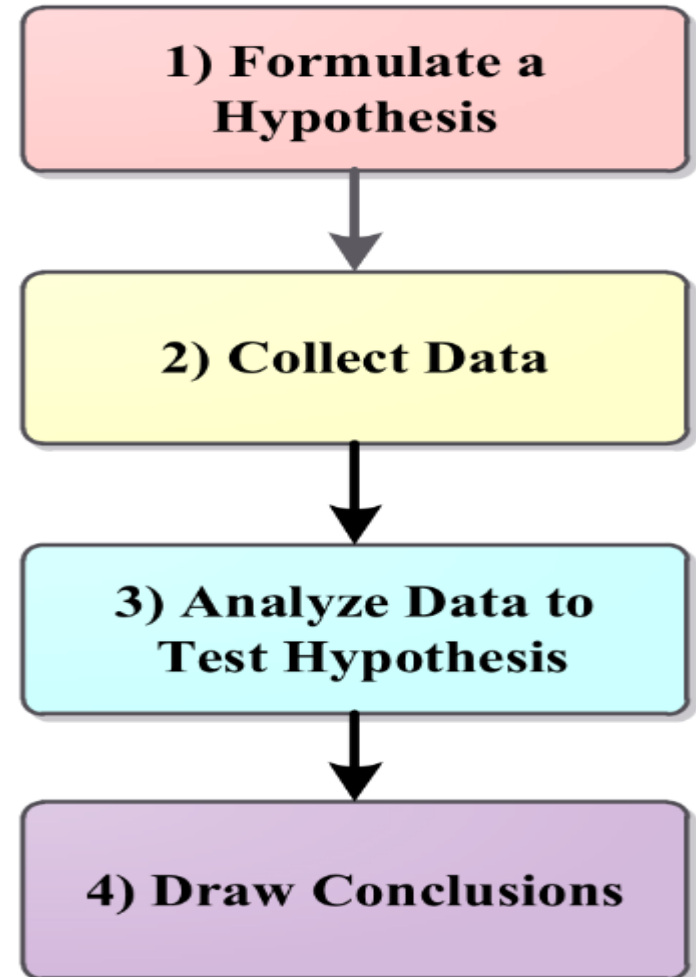 1) Formulate a
Hypothesis
2) Collect Data
3) Analyze Data to
Test Hypothesis
4) Draw Conclusions